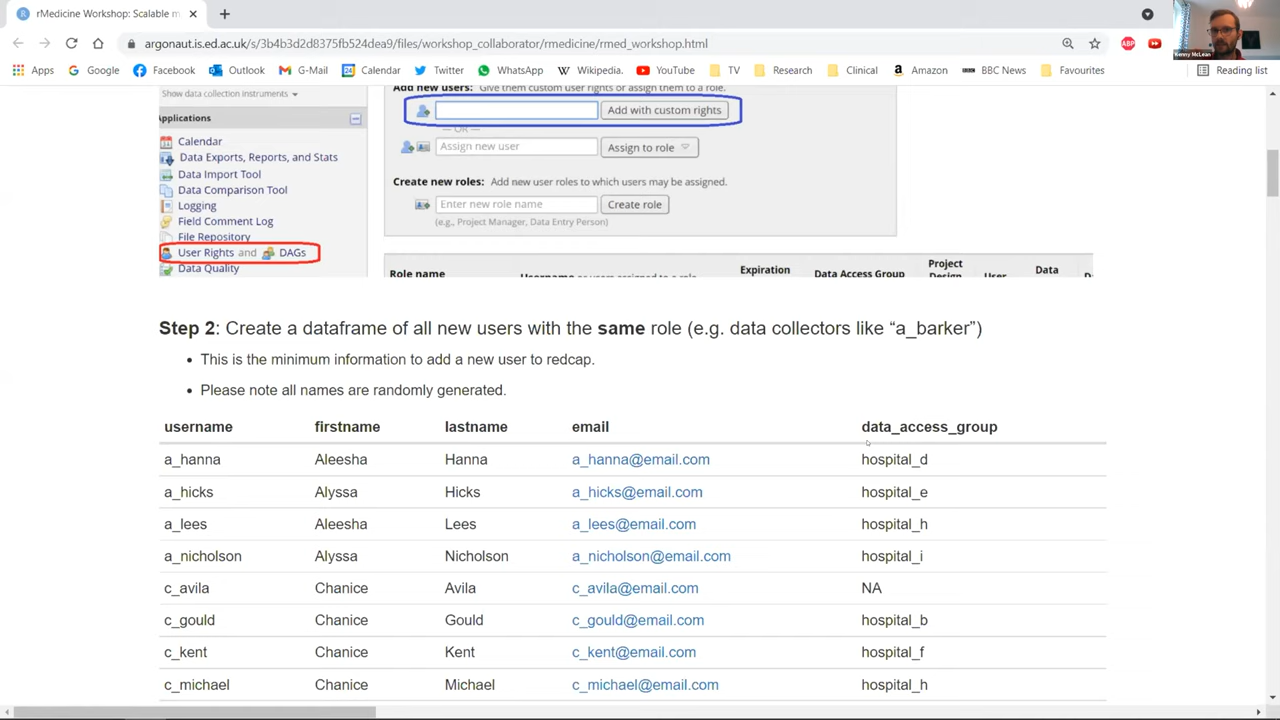 rMedicine Workshop: Scalable m
argonaut.is.ed.ac.uk/s/3b4b3d2d8375fb524dea9/files/workshop_collaborator/rmedicine/rmed_workshop.html
ABP
Kenny McLean
Apps Google Facebook Outlook G-Mail Calendar Twitter WhatsApp Wikipedia. YouTube TV Research Clinical Amazon BBC News Favourites Reading list
Show data collection instruments
Add new users: Give them custom user rights or assign them to a role.
Applications
Add with custom rights
— OR —
Calendar
Assign new user Assign to role
Data Exports, Reports, and Stats
Data Import Tool
Create new roles: Add new user roles to which users may be assigned.
Data Comparison Tool
Logging
Enter new role name Create role
Field Comment Log
(e.g., Project Manager, Data Entry Person)
File Repository
User Rights and DAGs
Data Quality
Role name Username or users assigned to a role Expiration Data Access Group Project Design User Data
Step 2: Create a dataframe of all new users with the same role (e.g. data collectors like “a_barker”)
• This is the minimum information to add a new user to redcap.
• Please note all names are randomly generated.
username firstname lastname email data_access_group
a_hanna Aleesha Hanna a_hanna@email.com hospital_d
a_hicks Alyssa Hicks a_hicks@email.com hospital_e
a_lees Aleesha Lees a_lees@email.com hospital_h
a_nicholson Alyssa Nicholson a_nicholson@email.com hospital_i
c_avila Chanice Avila c_avila@email.com NA
c_gould Chanice Gould c_gould@email.com hospital_b
c_kent Chanice Kent c_kent@email.com hospital_f
c_michael Chanice Michael c_michael@email.com hospital_h